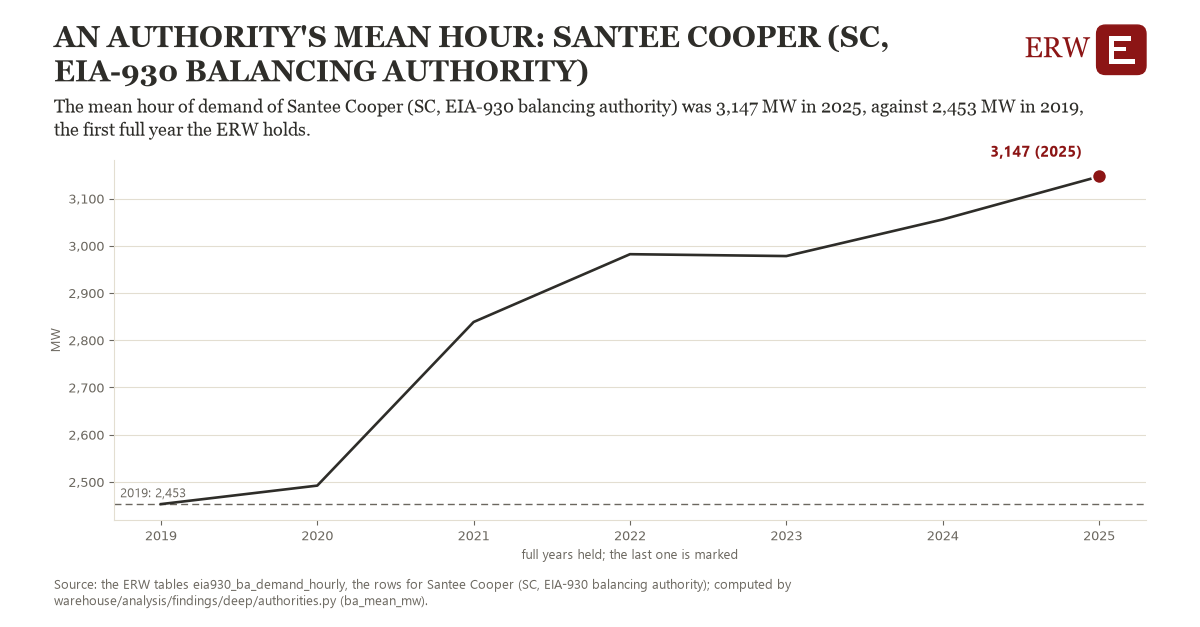 AN AUTHORITY'S MEAN HOUR: SANTEE COOPER (SC,
EIA-930 BALANCING AUTHORITY)
ERW E
The mean hour of demand of Santee Cooper (SC, EIA-930 balancing authority) was 3,147 MW in 2025, against 2,453 MW in 2019,
the first full year the ERW holds.
3,147 (2025)
3,100
3,000
2,900
2,800
2,700
2,600
2,500
MW
2019: 2,453
2019 2020 2021 2022 2023 2024 2025
full years held; the last one is marked
Source: the ERW tables eia930_ba_demand_hourly, the rows for Santee Cooper (SC, EIA-930 balancing authority); computed by
warehouse/analysis/findings/deep/authorities.py (ba_mean_mw).